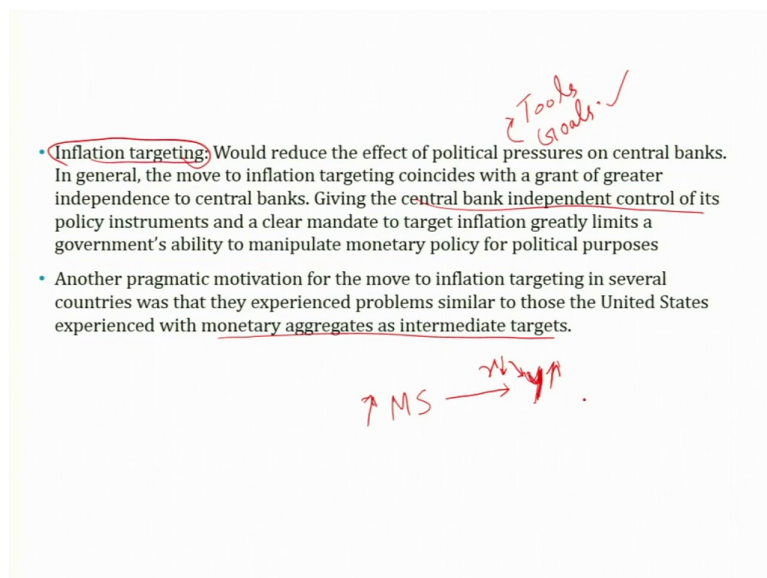 Tools
Goals.
• Inflation targeting: Would reduce the effect of political pressures on central banks.
In general, the move to inflation targeting coincides with a grant of greater
independence to central banks. Giving the central bank independent control of its
policy instruments and a clear mandate to target inflation greatly limits a
government's ability to manipulate monetary policy for political purposes
• Another pragmatic motivation for the move to inflation targeting in several
countries was that they experienced problems similar to those the United States
experienced with monetary aggregates as intermediate targets.
↑ MS → y↑